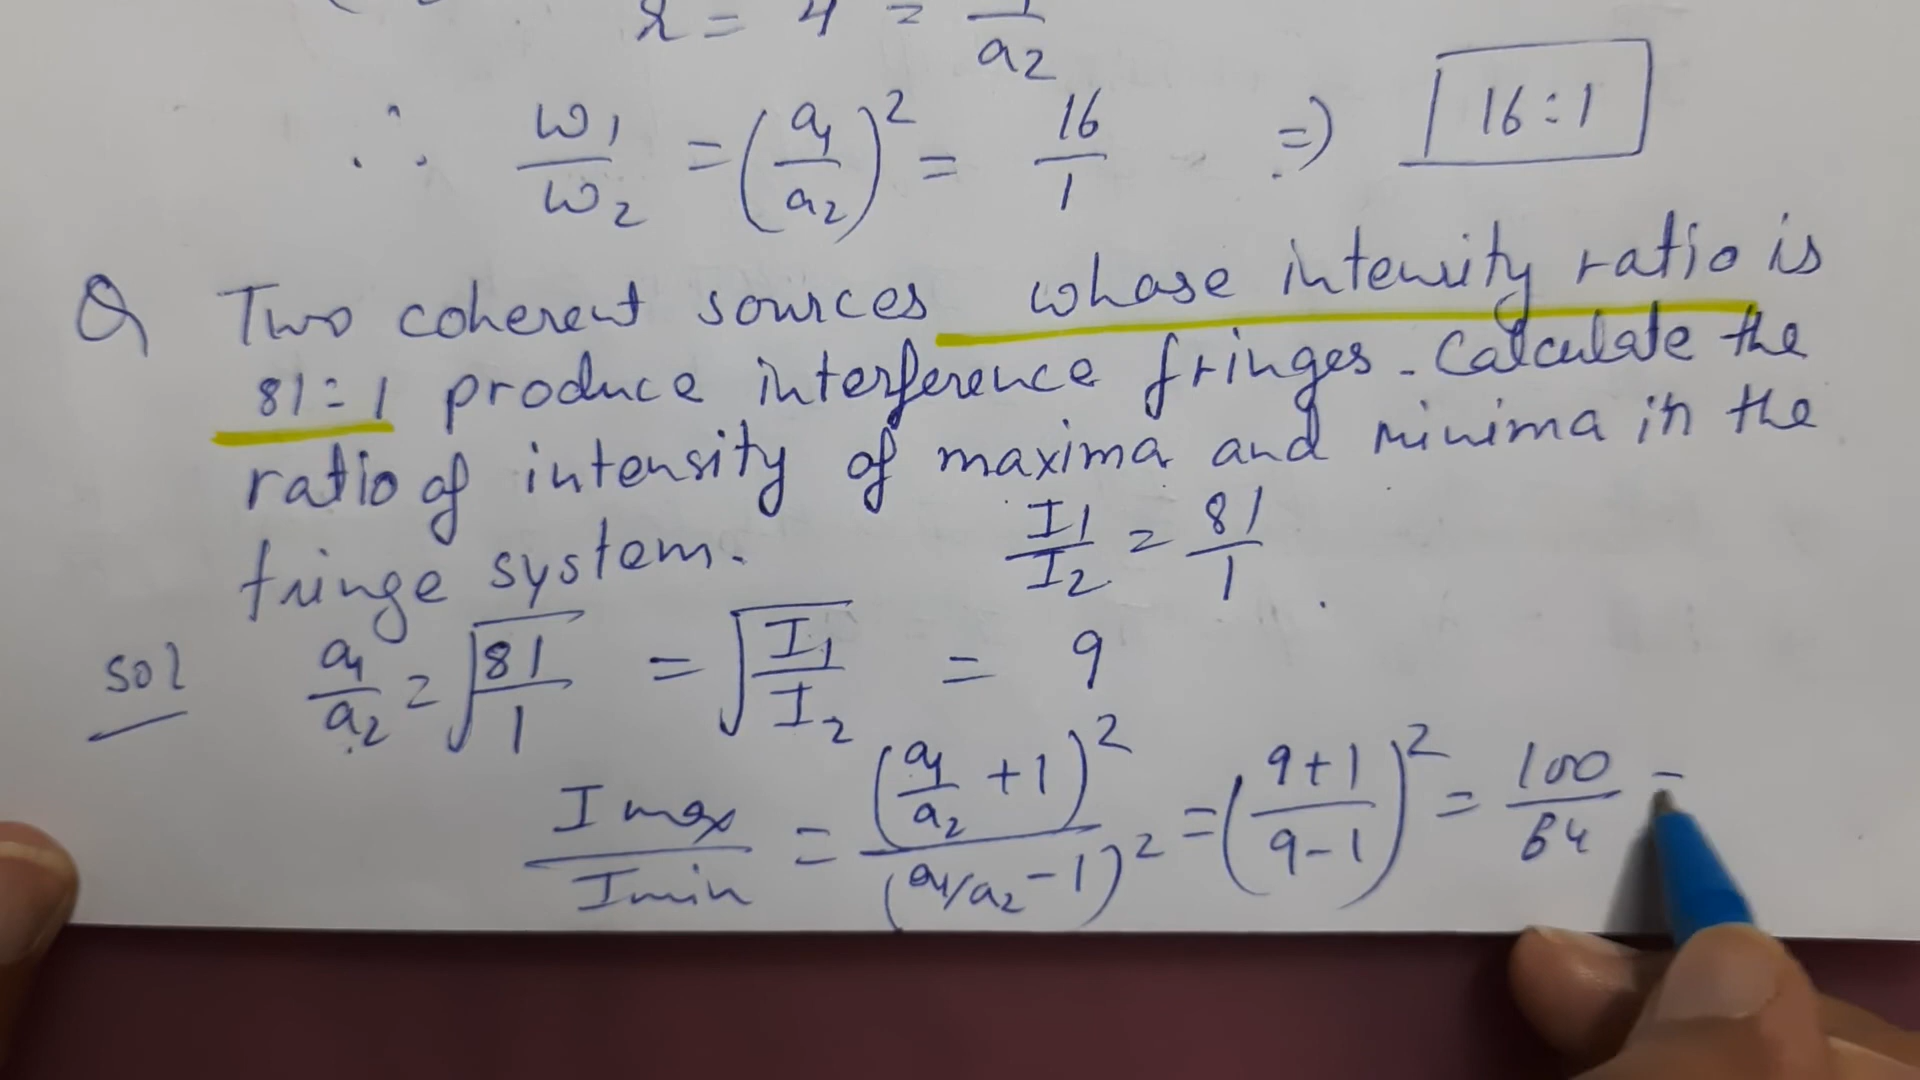 r = 4 = 1/a2
∴ ω1/ω2 = (a1/a2)² = 16/1 ⇒) 16:1
Q Two coherent sources whose intensity ratio is
81:1 produce interference fringes. Calculate the
ratio of intensity of maxima and minima in the
fringe system. I1/I2 = 81/1
sol a1/a2 = √81/1 = √I1/I2 = 9
Imax/Imin = (a1/a2 + 1)²/(a1/a2 - 1)² = (9+1/9-1)² = 100/64 =